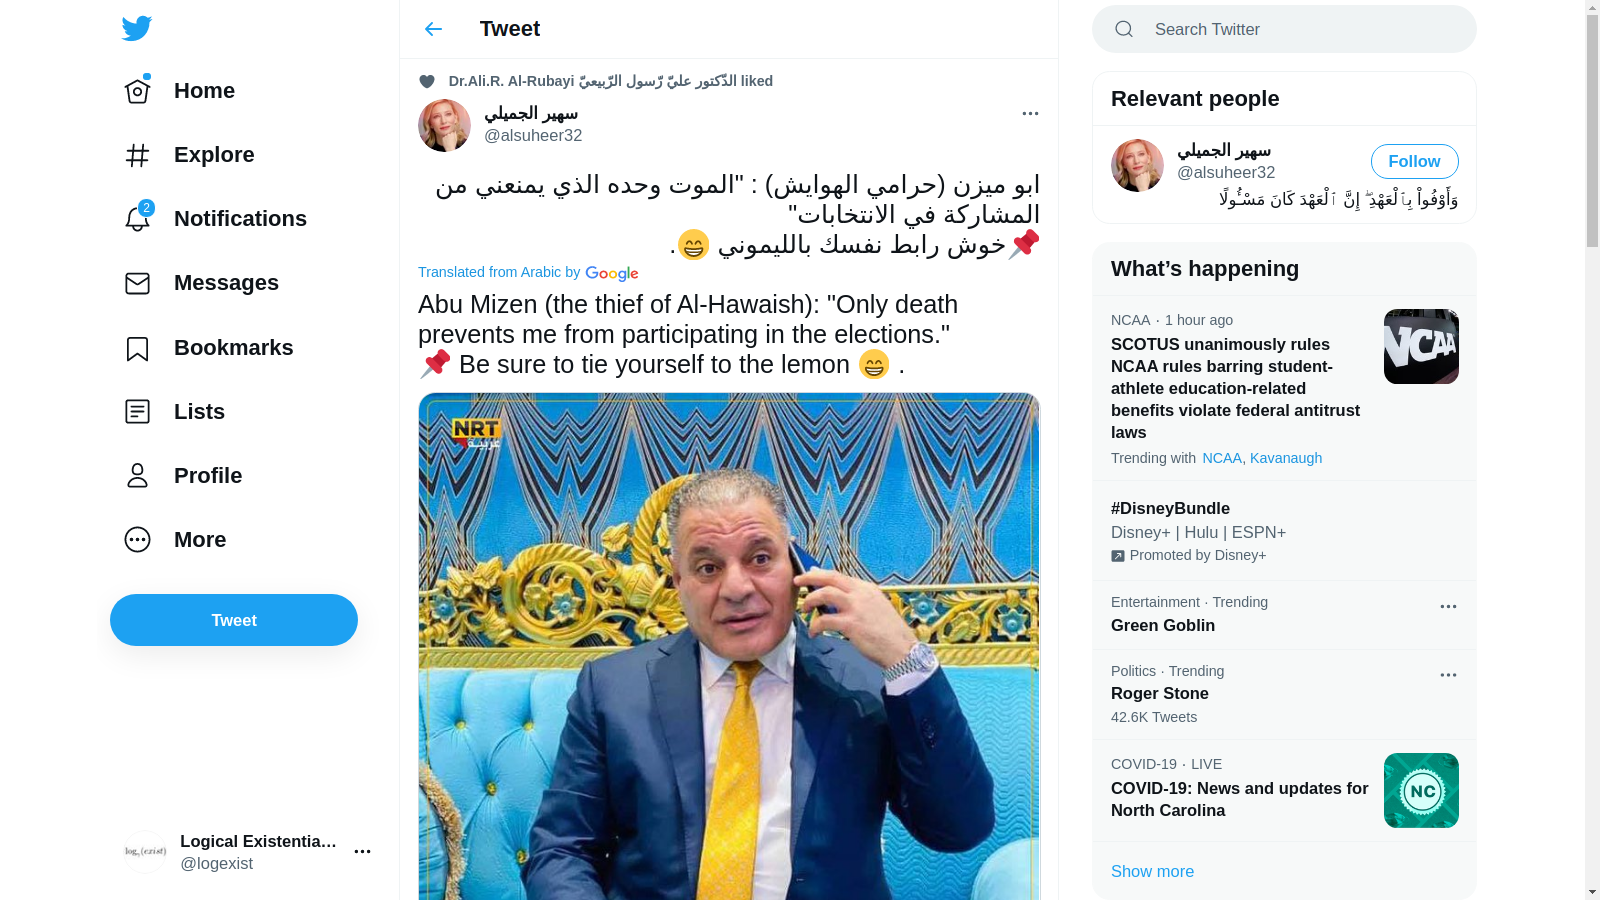 Home
Explore
2
Notifications
Messages
Bookmarks
Lists
Profile
More
Tweet
log (exist)
Logical Existentia…
@logexist
Tweet
Dr.Ali.R. Al-Rubayi الدّكتور عليّ رّسول الرّبيعيّ liked
سهير الجميلي
@alsuheer32
ابو ميزن (حرامي الهوايش) : "الموت وحده الذي يمنعني من
المشاركة في الانتخابات"
📌خوش رابط نفسك بالليموني 😁.
Translated from Arabic by Google
Abu Mizen (the thief of Al-Hawaish): "Only death
prevents me from participating in the elections."
📌 Be sure to tie yourself to the lemon 😁 .
NRT
عربية
Search Twitter
Relevant people
سهير الجميلي
@alsuheer32
Follow
وَأَوْفُوا۟ بِٱلْعَهْدِ ۖ إِنَّ ٱلْعَهْدَ كَانَ مَسْـُٔولًا
What's happening
NCAA · 1 hour ago
SCOTUS unanimously rules
NCAA rules barring student-
athlete education-related
benefits violate federal antitrust
laws
Trending with NCAA, Kavanaugh
NCAA
#DisneyBundle
Disney+ | Hulu | ESPN+
Promoted by Disney+
Entertainment · Trending
Green Goblin
Politics · Trending
Roger Stone
42.6K Tweets
COVID-19 · LIVE
COVID-19: News and updates for
North Carolina
NC
Show more